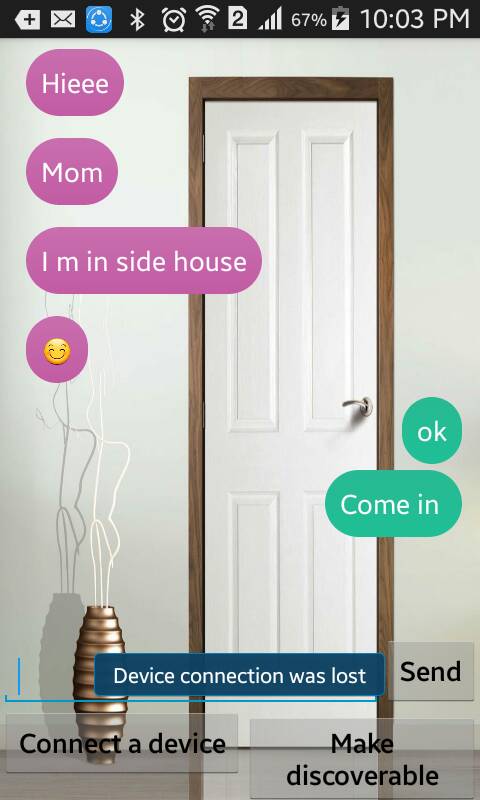 2 67% 10:03 PM
Hieee
Mom
I m in side house
😊
ok
Come in
Device connection was lost
Send
Connect a device
Make
discoverable